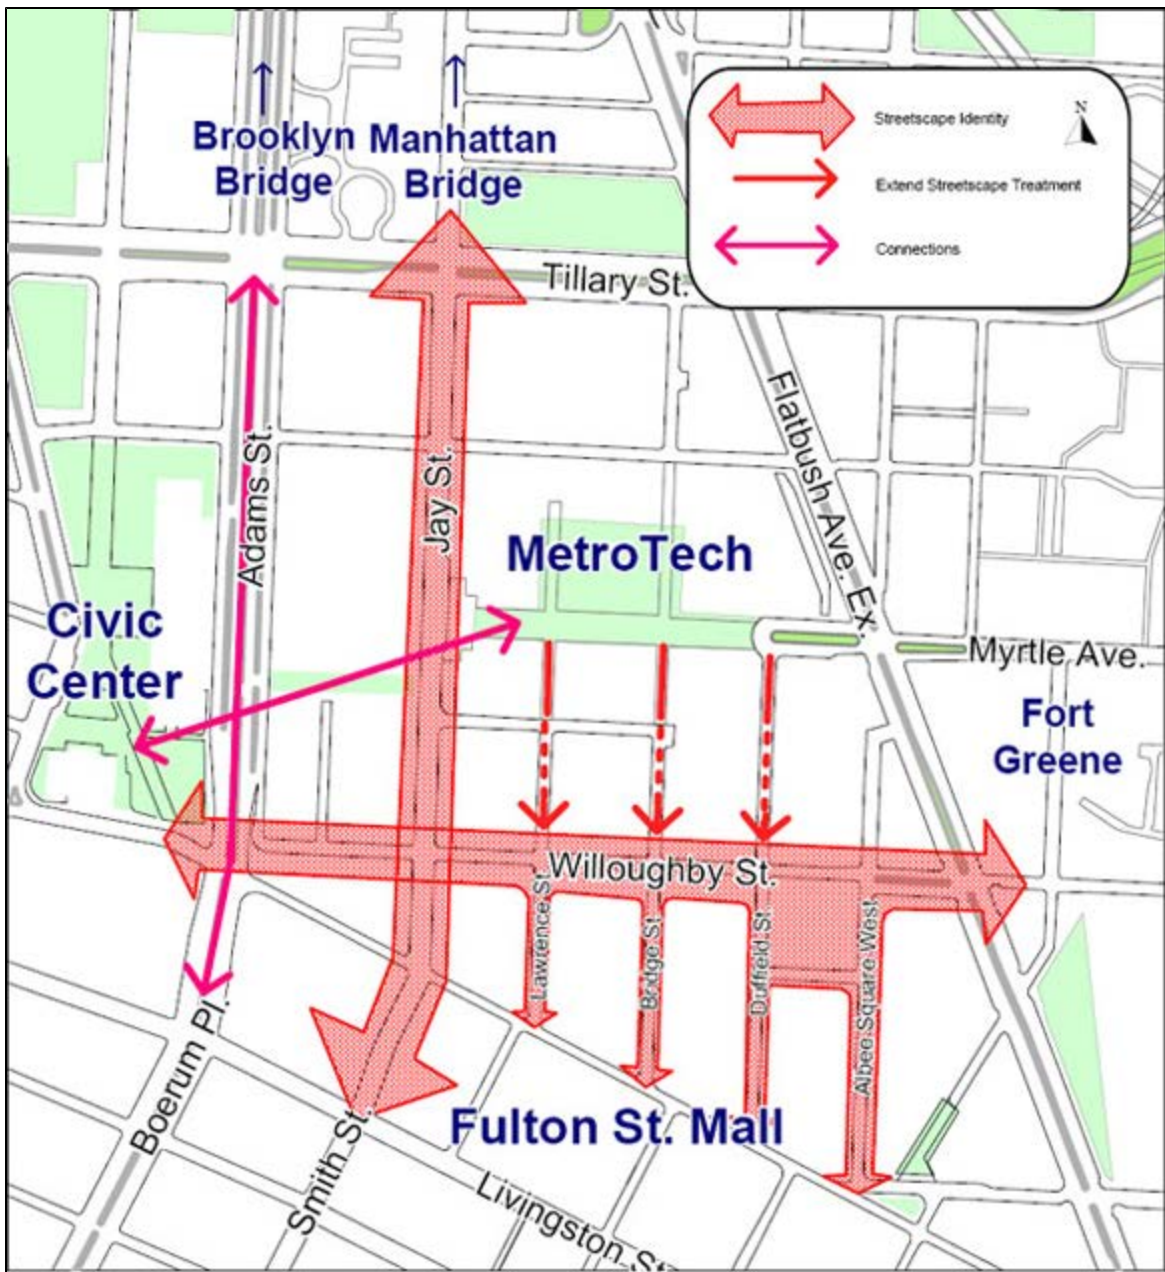 Brooklyn
Bridge
Manhattan
Bridge
Streetscape Identity
N
Extend Streetscape Treatment
Connections
Tillary St.
Flatbush Ave. Ex.
Adams St.
Jay St.
MetroTech
Civic
Center
Myrtle Ave.
Fort
Greene
Willoughby St.
Lawrence St.
Bridge St.
Duffield St.
Albee Square West
Boerum Pl.
Smith St.
Fulton St. Mall
Livingston St.